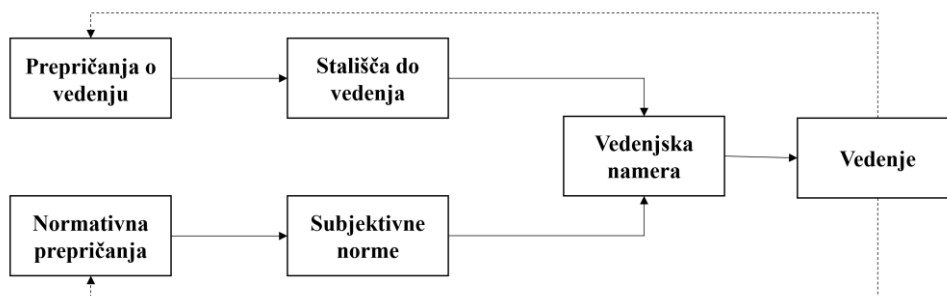 Prepričanja o
vedenju
Stališča do
vedenja
Vedenjska
namera
Vedenje
Normativna
prepričanja
Subjektivne
norme